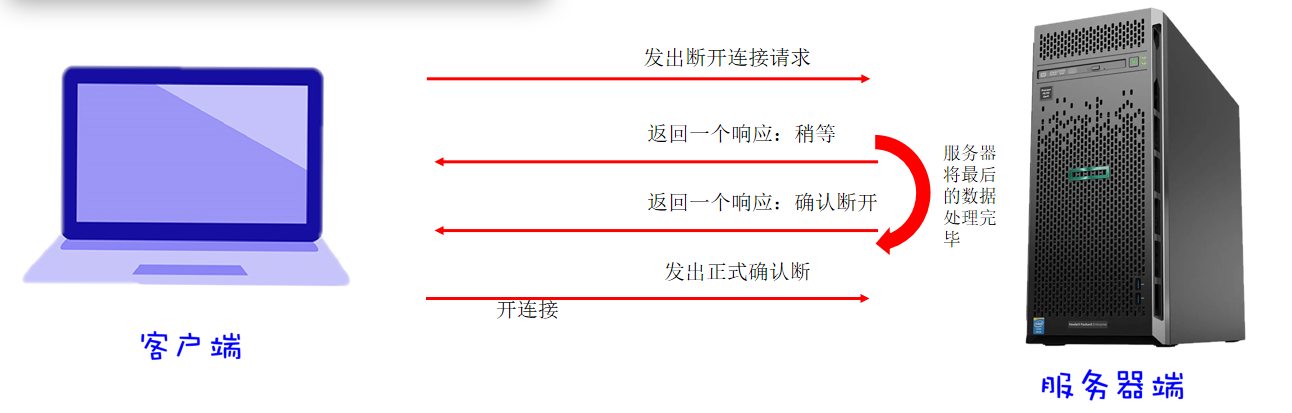 发出断开连接请求
返回一个响应：稍等
服务器
将最后
的数据
处理完
毕
返回一个响应：确认断开
发出正式确认断
开连接
客户端
服务器端